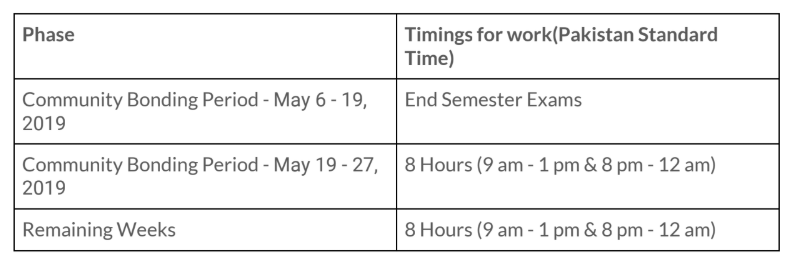 Phase
Timings for work(Pakistan Standard
Time)
Community Bonding Period - May 6 - 19,
2019
End Semester Exams
Community Bonding Period - May 19 - 27,
2019
8 Hours (9 am - 1 pm & 8 pm - 12 am)
Remaining Weeks
8 Hours (9 am - 1 pm & 8 pm - 12 am)